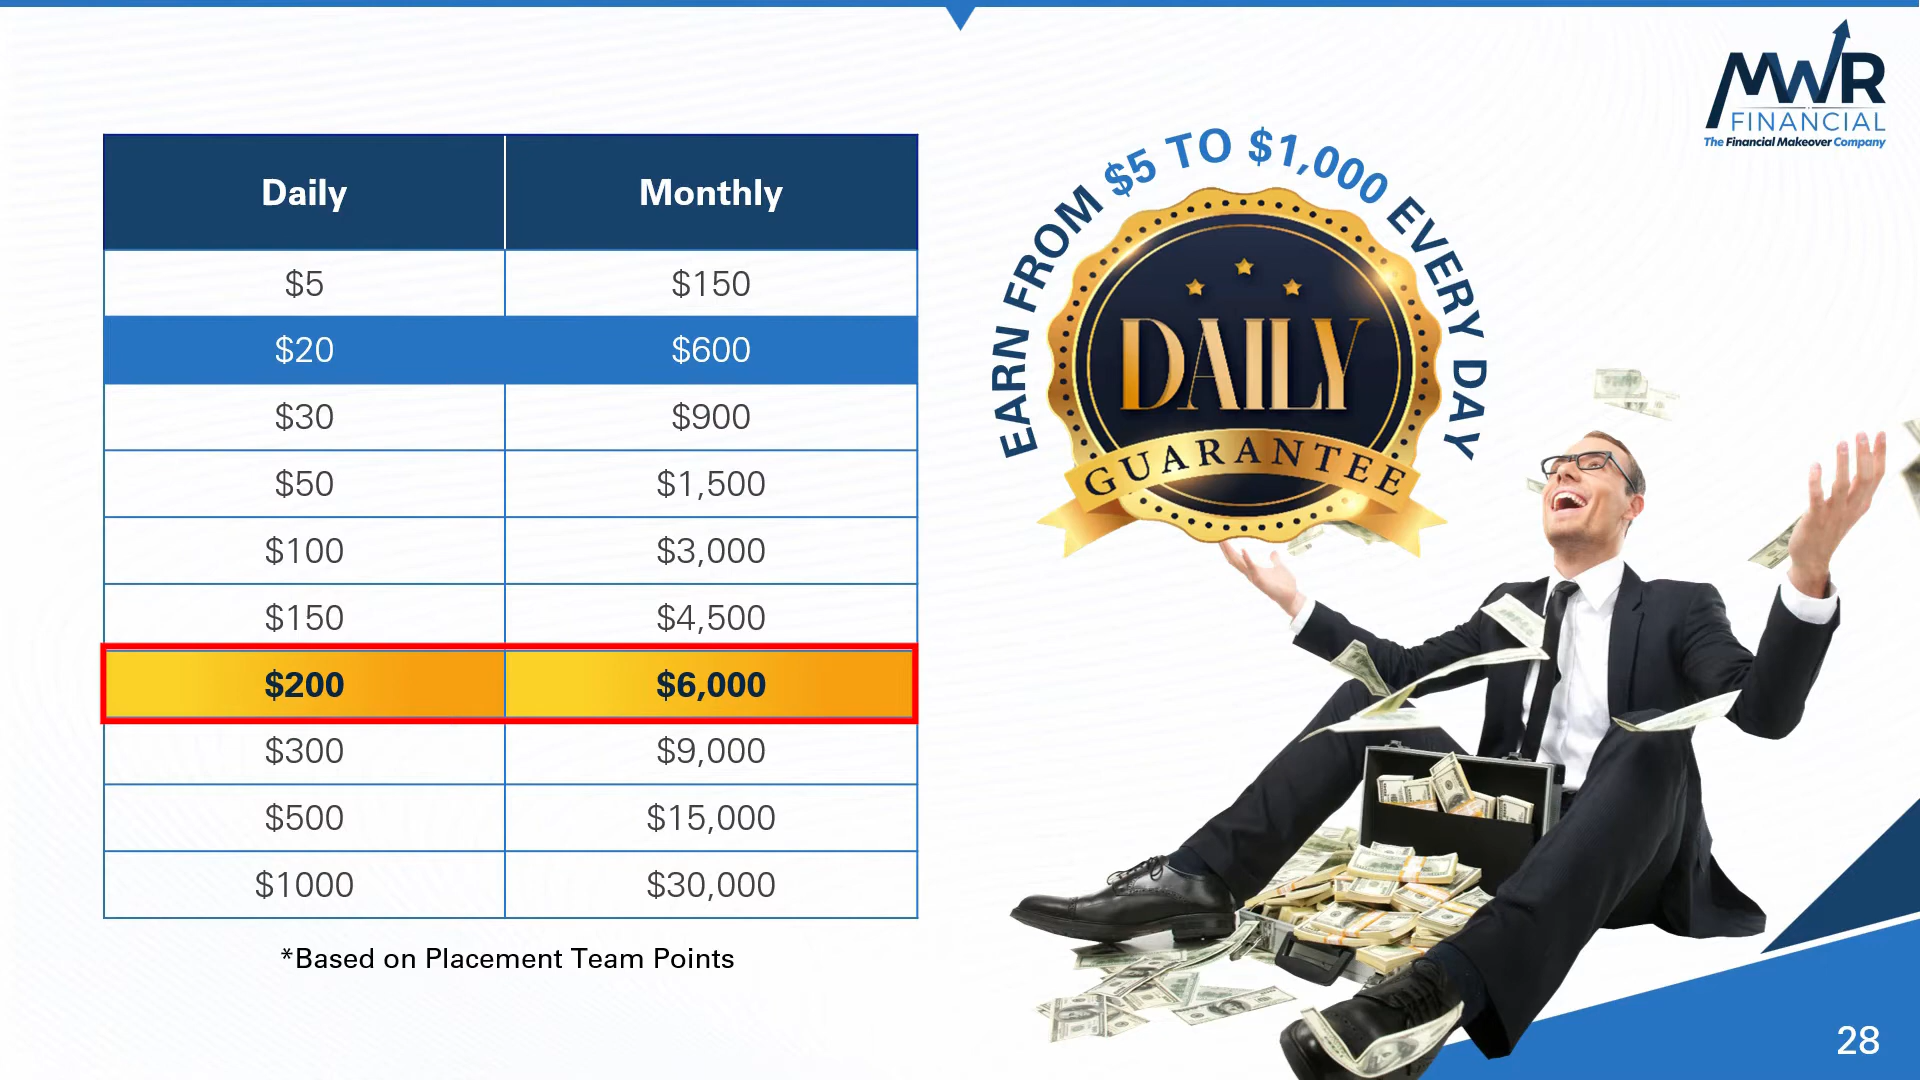 MWR
FINANCIAL
The Financial Makeover Company
Daily Monthly
$5 $150
$20 $600
$30 $900
$50 $1,500
$100 $3,000
$150 $4,500
$200 $6,000
$300 $9,000
$500 $15,000
$1000 $30,000
*Based on Placement Team Points
EARN FROM $5 TO $1,000 EVERY DAY
DAILY
GUARANTEE
28